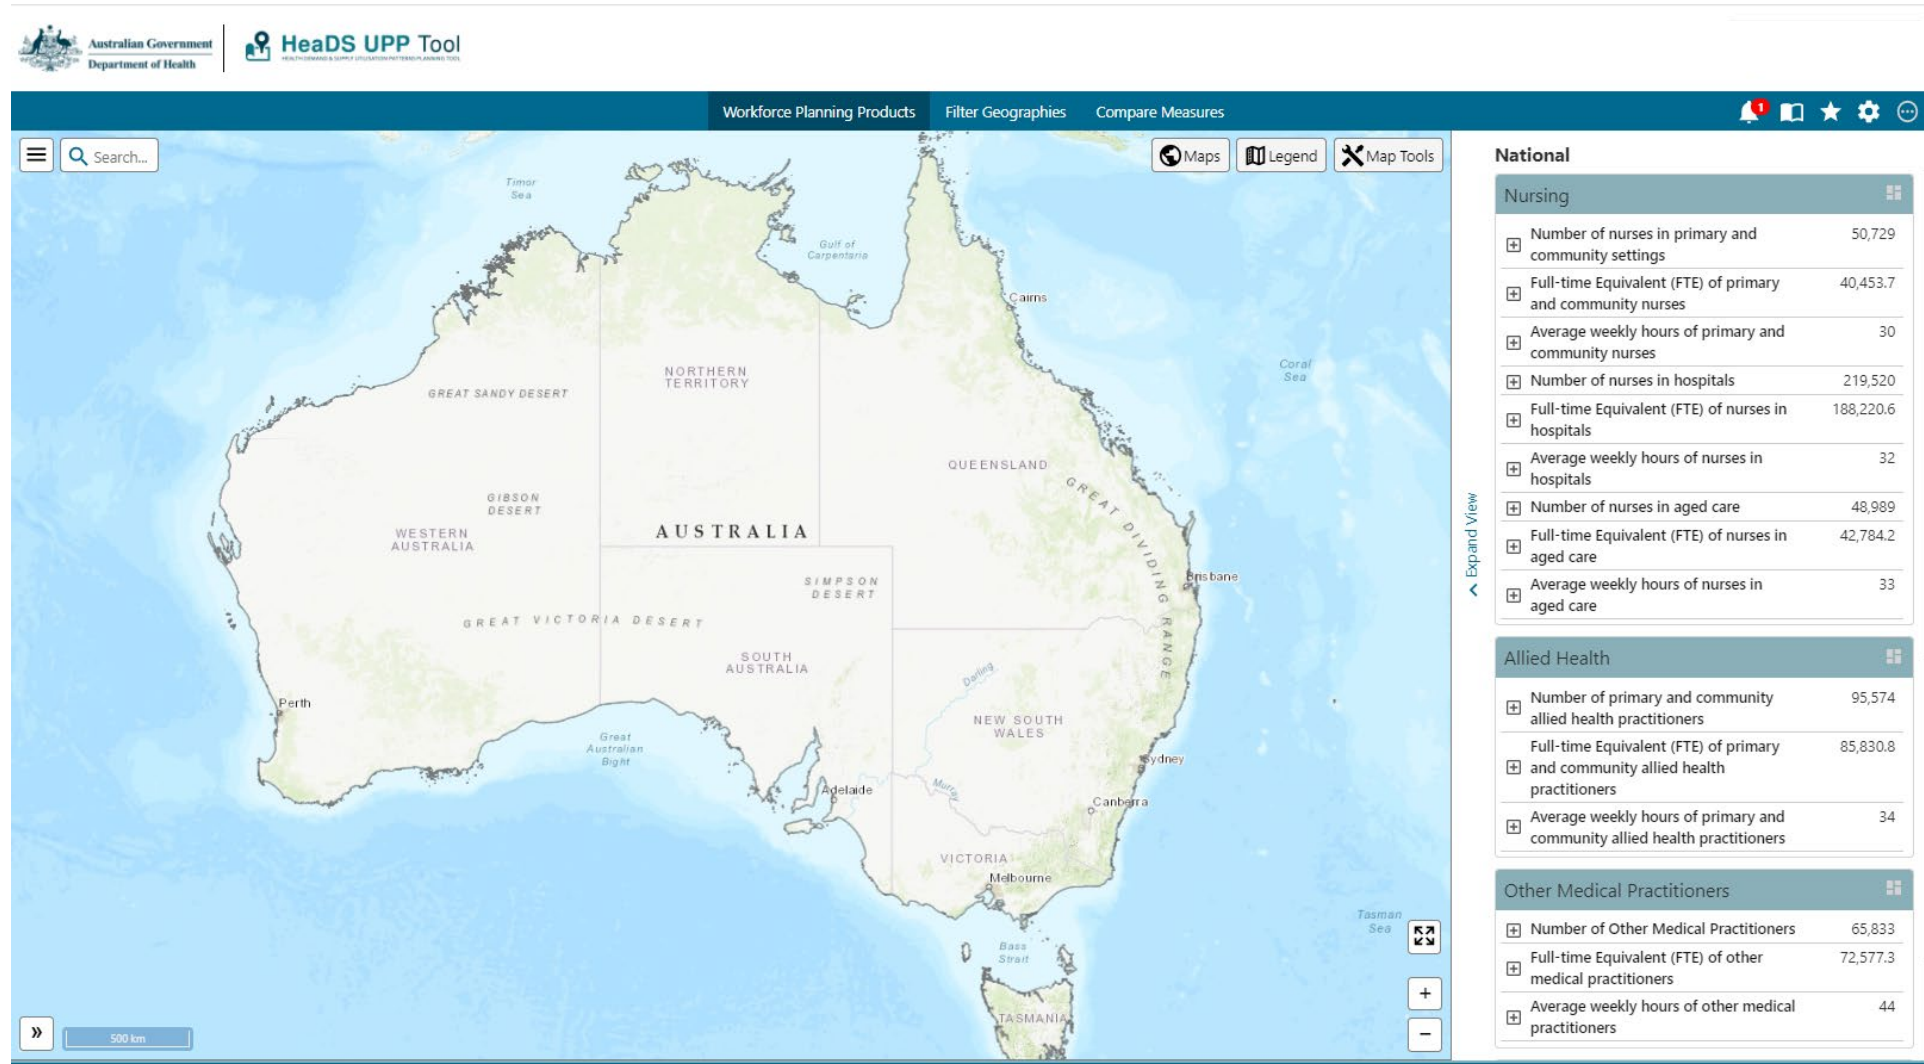 Australian Government
Department of Health
HeaDS UPP Tool
HEALTH DEMAND & SUPPLY UTILISATION PATTERNS PLANNING TOOL
Workforce Planning Products
Filter Geographies
Compare Measures
1
Search...
Maps
Legend
Map Tools
Timor
Sea
Gulf of
Carpentaria
Cairns
Coral
Sea
NORTHERN
TERRITORY
GREAT SANDY DESERT
QUEENSLAND
GREAT DIVIDING RANGE
GIBSON
DESERT
WESTERN
AUSTRALIA
AUSTRALIA
SIMPSON
DESERT
Brisbane
GREAT VICTORIA DESERT
SOUTH
AUSTRALIA
Darling
Perth
NEW SOUTH
WALES
Great
Australian
Bight
Sydney
Adelaide
Murray
Canberra
VICTORIA
Melbourne
Tasman
Sea
Bass
Strait
TASMANIA
+
−
»
500 km
Expand View
National
Nursing
Number of nurses in primary and 50,729
community settings
Full-time Equivalent (FTE) of primary 40,453.7
and community nurses
Average weekly hours of primary and 30
community nurses
Number of nurses in hospitals 219,520
Full-time Equivalent (FTE) of nurses in 188,220.6
hospitals
Average weekly hours of nurses in 32
hospitals
Number of nurses in aged care 48,989
Full-time Equivalent (FTE) of nurses in 42,784.2
aged care
Average weekly hours of nurses in 33
aged care
Allied Health
Number of primary and community 95,574
allied health practitioners
Full-time Equivalent (FTE) of primary 85,830.8
and community allied health
practitioners
Average weekly hours of primary and 34
community allied health practitioners
Other Medical Practitioners
Number of Other Medical Practitioners 65,833
Full-time Equivalent (FTE) of other 72,577.3
medical practitioners
Average weekly hours of other medical 44
practitioners